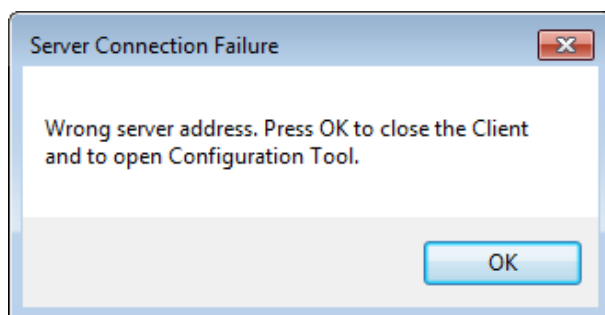 Server Connection Failure
Wrong server address. Press OK to close the Client
and to open Configuration Tool.
OK